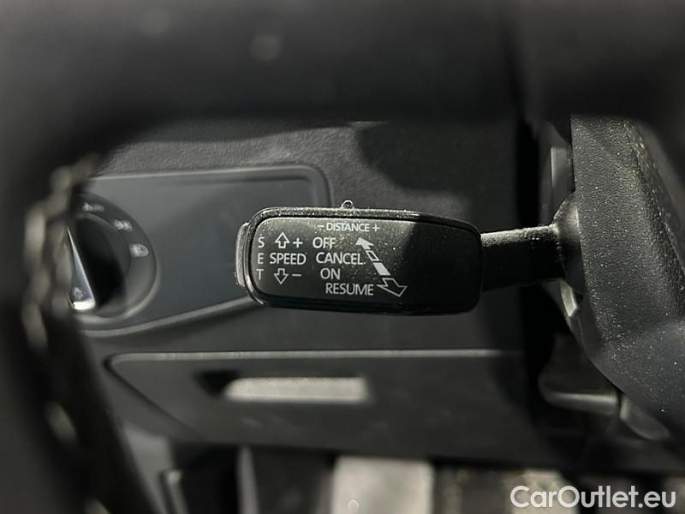 - DISTANCE +
S + OFF
E SPEED CANCEL
T - ON
RESUME
CarOutlet.eu